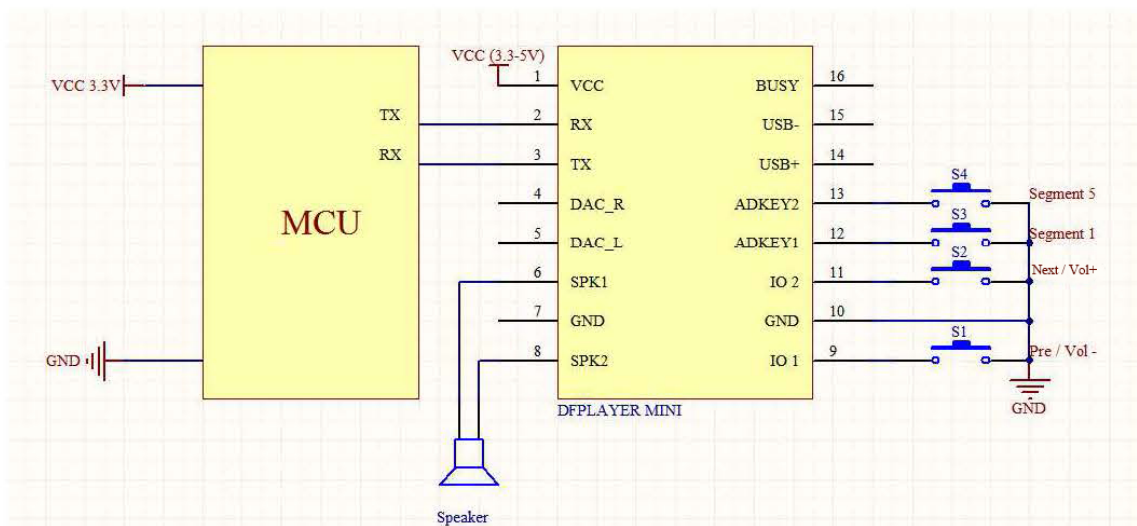 VCC 3.3V
GND
MCU
TX
RX
VCC (3.3-5V)
1 VCC
2 RX
3 TX
4 DAC_R
5 DAC_L
6 SPK1
7 GND
8 SPK2
BUSY 16
USB- 15
USB+ 14
ADKEY2 13
ADKEY1 12
IO 2 11
GND 10
IO 1 9
DFPLAYER MINI
S4 Segment 5
S3 Segment 1
S2 Next / Vol+
S1 Pre / Vol -
GND
Speaker